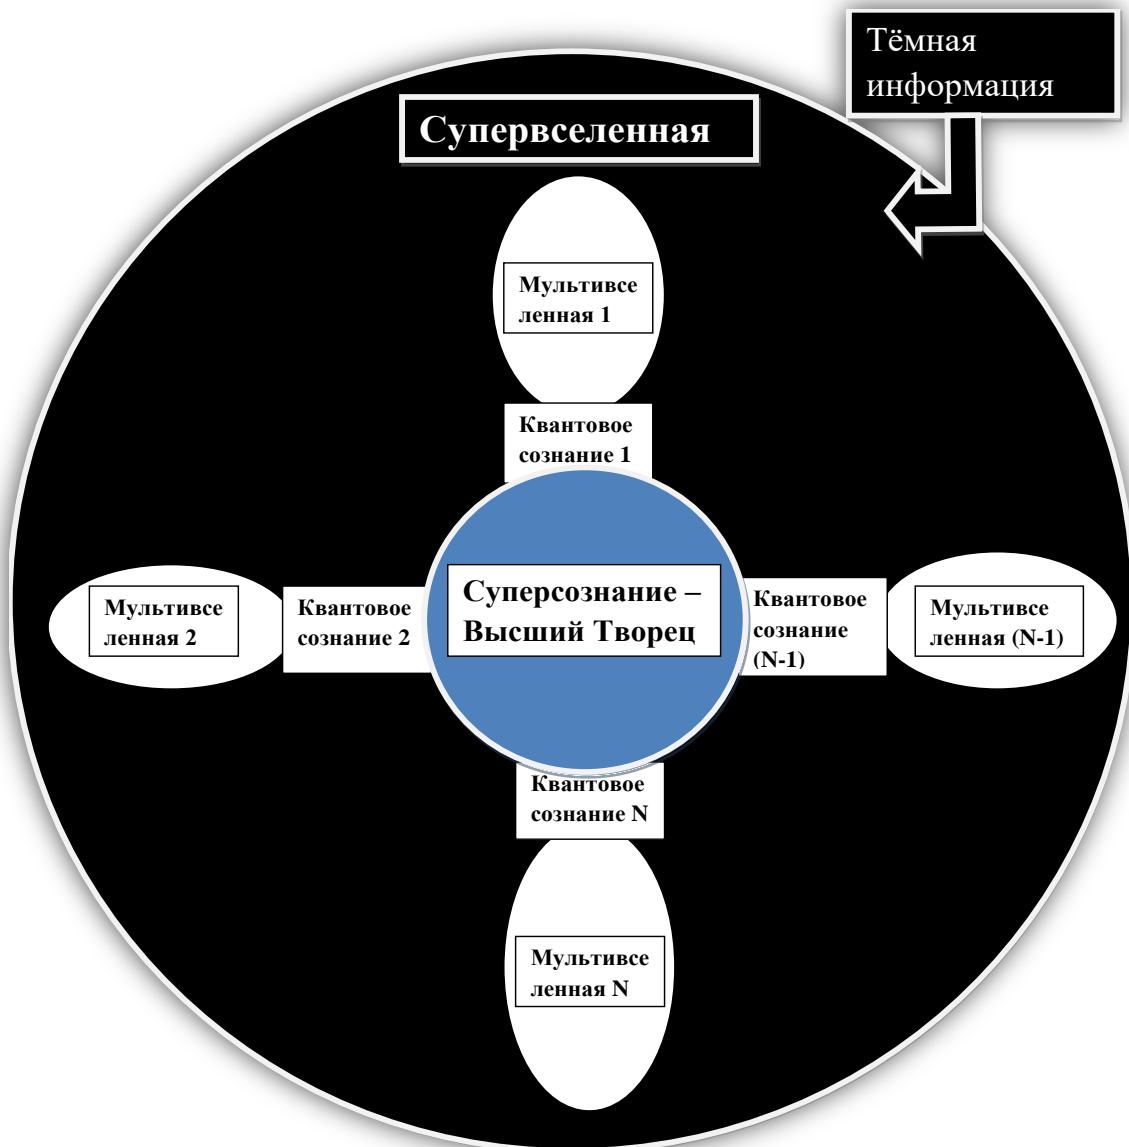 Тёмная
информация
Супервселенная
Мультивсе
ленная 1
Квантовое
сознание 1
Мультивсе
ленная 2
Квантовое
сознание 2
Суперсознание –
Высший Творец
Квантовое
сознание
(N-1)
Мультивсе
ленная (N-1)
Квантовое
сознание N
Мультивсе
ленная N